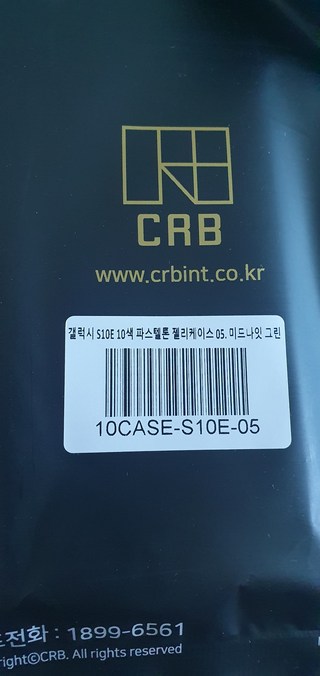 CRB
www.crbint.co.kr
갤럭시 S10E 10색 파스텔톤 젤리케이스 05. 미드나잇 그린
10CASE-S10E-05
전화 : 1899-6561
right©CRB. All rights reserved